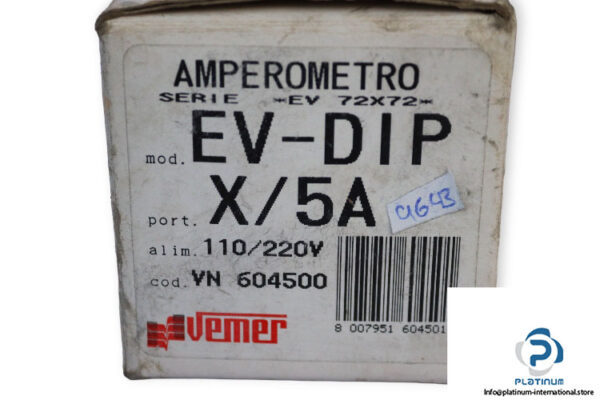 AMPEROMETRO
SERIE *EV 72X72*
mod. EV-DIP
port. X/5A
9643
alim. 110/220V
cod. VN 604500
vemer
8 007951 604501
PLATINUM
info@platinum-international.store